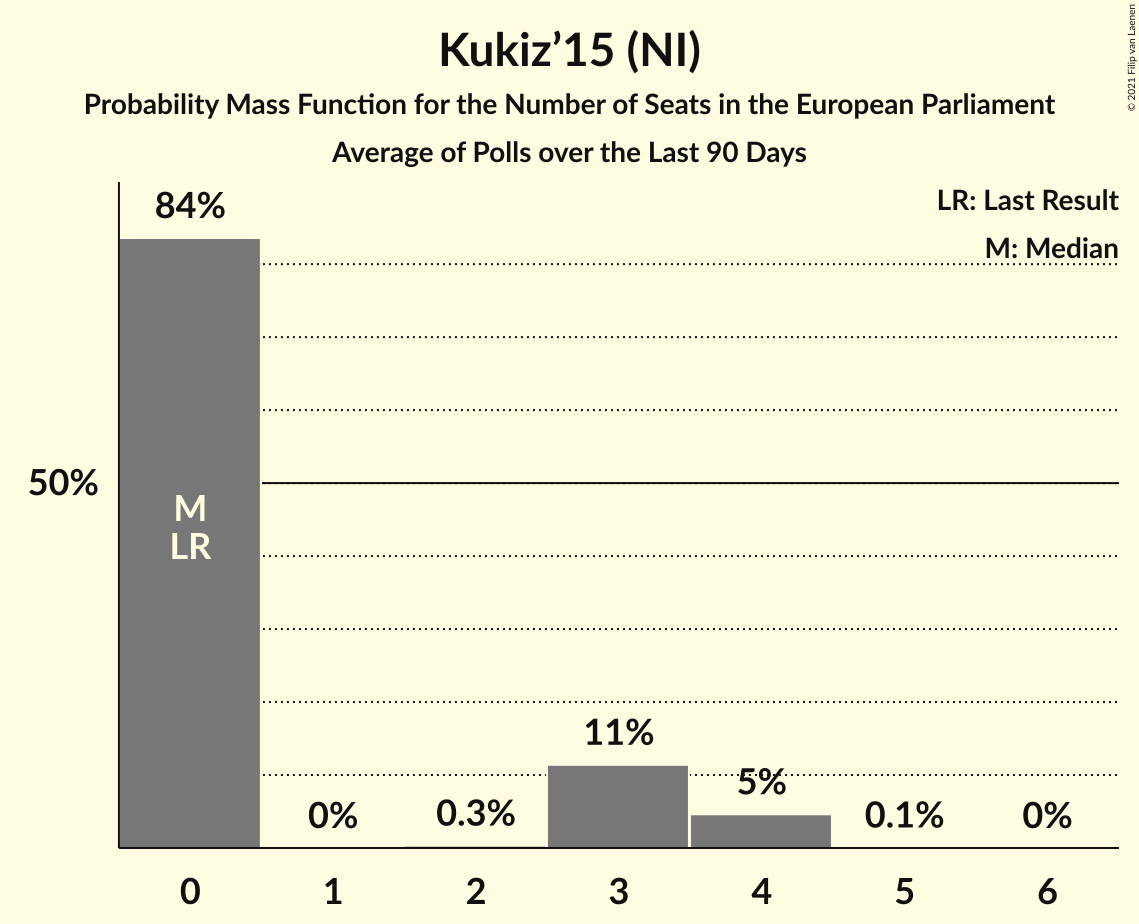 Kukiz’15 (NI)
Probability Mass Function for the Number of Seats in the European Parliament
Average of Polls over the Last 90 Days
© 2021 Filip van Laenen
LR: Last Result
M: Median
84%
50%
M
LR
0%
0.3%
11%
5%
0.1%
0%
0
1
2
3
4
5
6